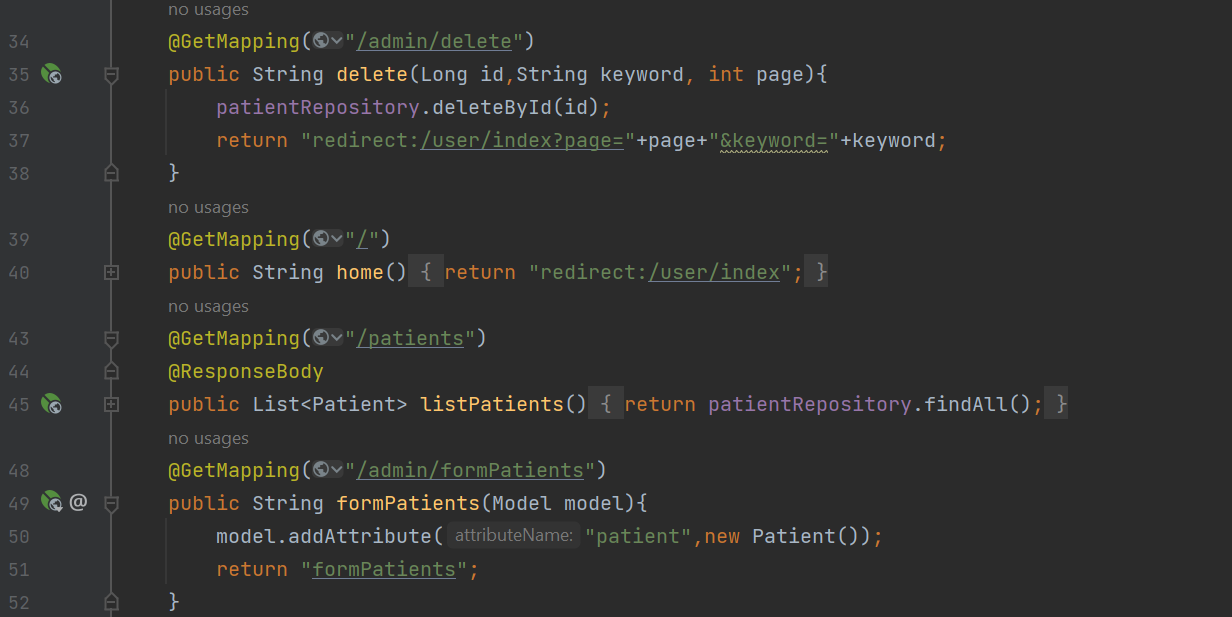 no usages
34 @GetMapping("/admin/delete")
35 public String delete(Long id,String keyword, int page){
36 patientRepository.deleteById(id);
37 return "redirect:/user/index?page="+page+"&keyword="+keyword;
38 }
no usages
39 @GetMapping("/")
40 public String home() { return "redirect:/user/index"; }
no usages
43 @GetMapping("/patients")
44 @ResponseBody
45 public List<Patient> listPatients() { return patientRepository.findAll(); }
no usages
48 @GetMapping("/admin/formPatients")
49 @ public String formPatients(Model model){
50 model.addAttribute( attributeName: "patient",new Patient());
51 return "formPatients";
52 }